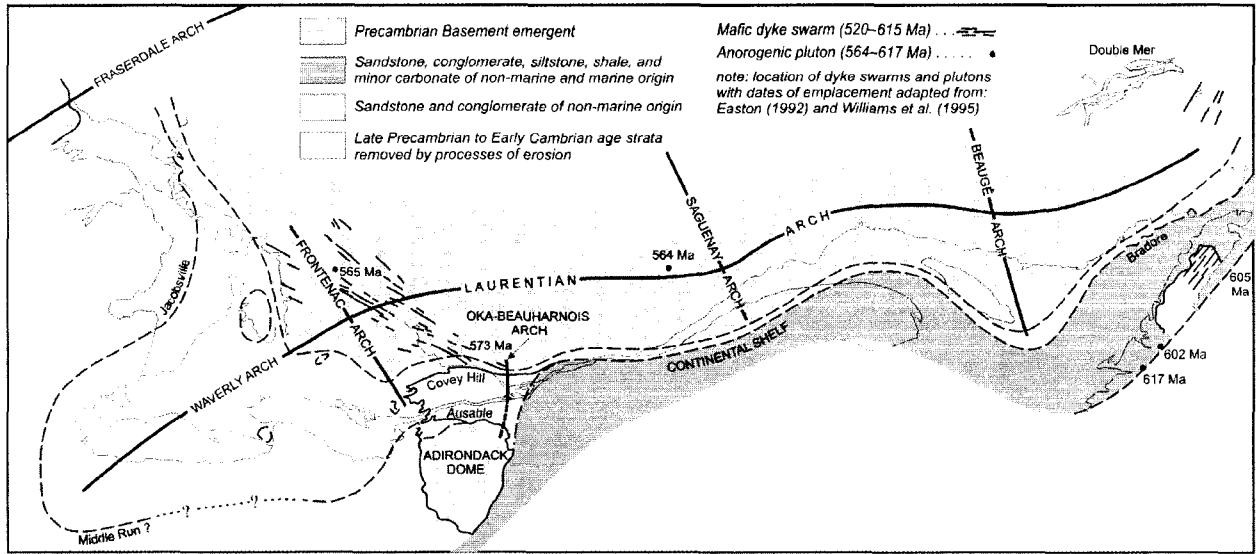 FRASERDALE ARCH
Precambrian Basement emergent
Sandstone, conglomerate, siltstone, shale, and
minor carbonate of non-marine and marine origin
Sandstone and conglomerate of non-marine origin
Late Precambrian to Early Cambrian age strata
removed by processes of erosion
Mafic dyke swarm (520–615 Ma) . . .
Anorogenic pluton (564–617 Ma) . . . . .
note: location of dyke swarms and plutons
with dates of emplacement adapted from:
Easton (1992) and Williams et al. (1995)
Double Mer
BEAUGÉ ARCH
SAGUENAY ARCH
FRONTENAC ARCH
LAURENTIAN ARCH
WAVERLY ARCH
OKA-BEAUHARNOIS
ARCH
565 Ma
564 Ma
573 Ma
605
Ma
602 Ma
617 Ma
Jacobsville
Bradore
CONTINENTAL SHELF
Covey Hill
Ausable
ADIRONDACK
DOME
Middle Run ?
? ?